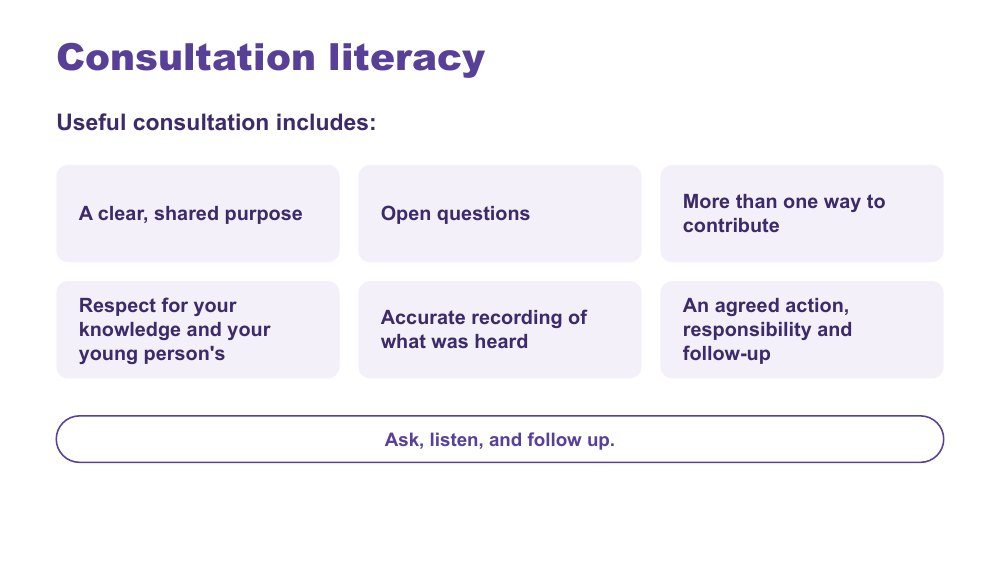 Consultation literacy
Useful consultation includes:
A clear, shared purpose
Open questions
More than one way to
contribute
Respect for your
knowledge and your
young person's
Accurate recording of
what was heard
An agreed action,
responsibility and
follow-up
Ask, listen, and follow up.